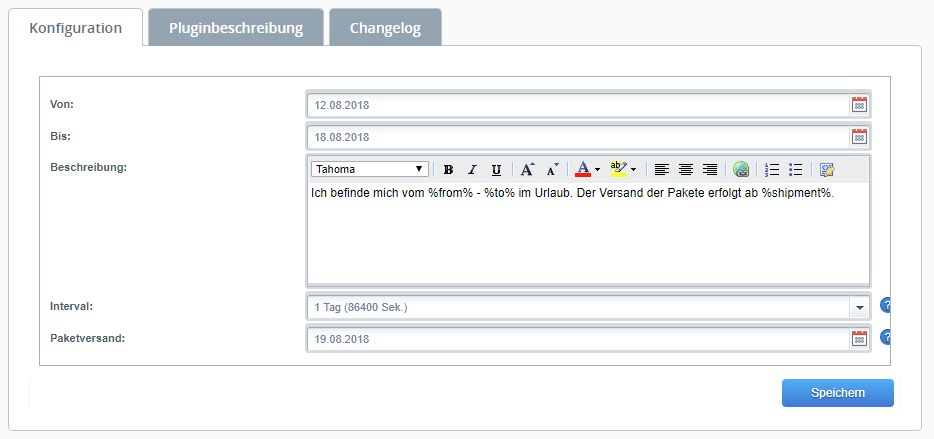 Konfiguration
Pluginbeschreibung
Changelog
Von:
12.08.2018
Bis:
18.08.2018
Beschreibung:
Tahoma
B I U A A A ab
Ich befinde mich vom %from% - %to% im Urlaub. Der Versand der Pakete erfolgt ab %shipment%.
Interval:
1 Tag (86400 Sek.)
?
Paketversand:
19.08.2018
?
Speichern